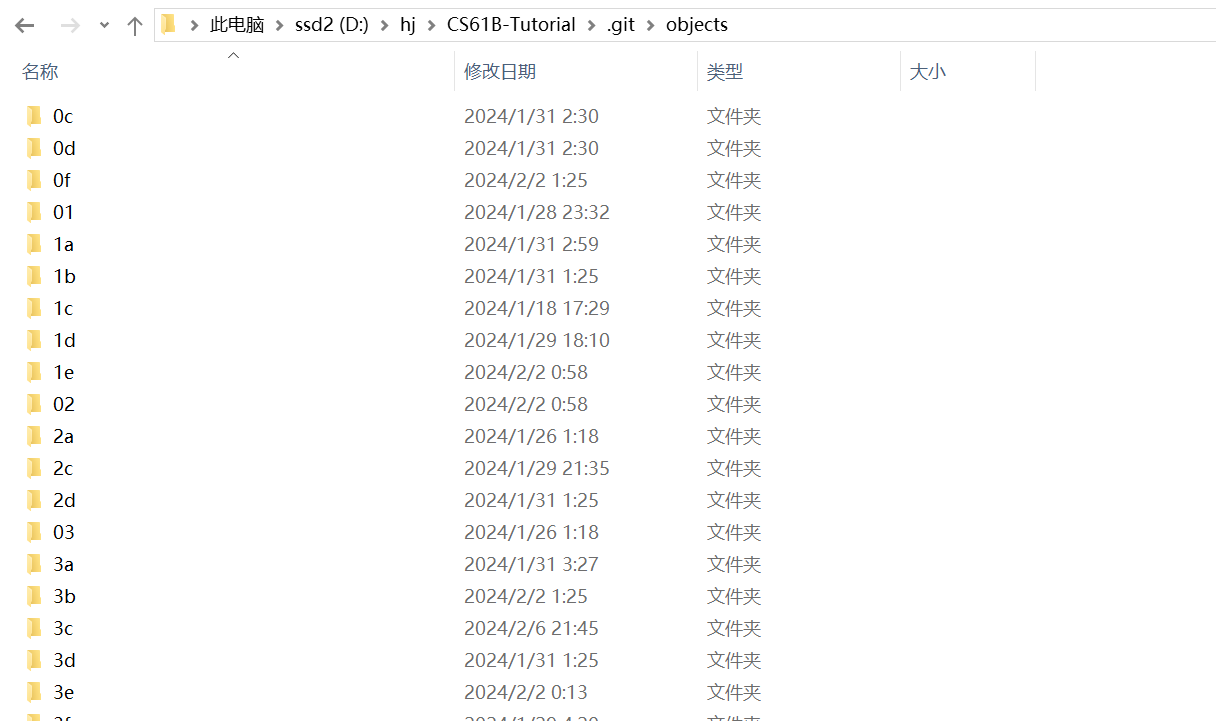 此电脑 ssd2 (D:) hj CS61B-Tutorial .git objects
名称 修改日期 类型 大小
0c 2024/1/31 2:30 文件夹
0d 2024/1/31 2:30 文件夹
0f 2024/2/2 1:25 文件夹
01 2024/1/28 23:32 文件夹
1a 2024/1/31 2:59 文件夹
1b 2024/1/31 1:25 文件夹
1c 2024/1/18 17:29 文件夹
1d 2024/1/29 18:10 文件夹
1e 2024/2/2 0:58 文件夹
02 2024/2/2 0:58 文件夹
2a 2024/1/26 1:18 文件夹
2c 2024/1/29 21:35 文件夹
2d 2024/1/31 1:25 文件夹
03 2024/1/26 1:18 文件夹
3a 2024/1/31 3:27 文件夹
3b 2024/2/2 1:25 文件夹
3c 2024/2/6 21:45 文件夹
3d 2024/1/31 1:25 文件夹
3e 2024/2/2 0:13 文件夹